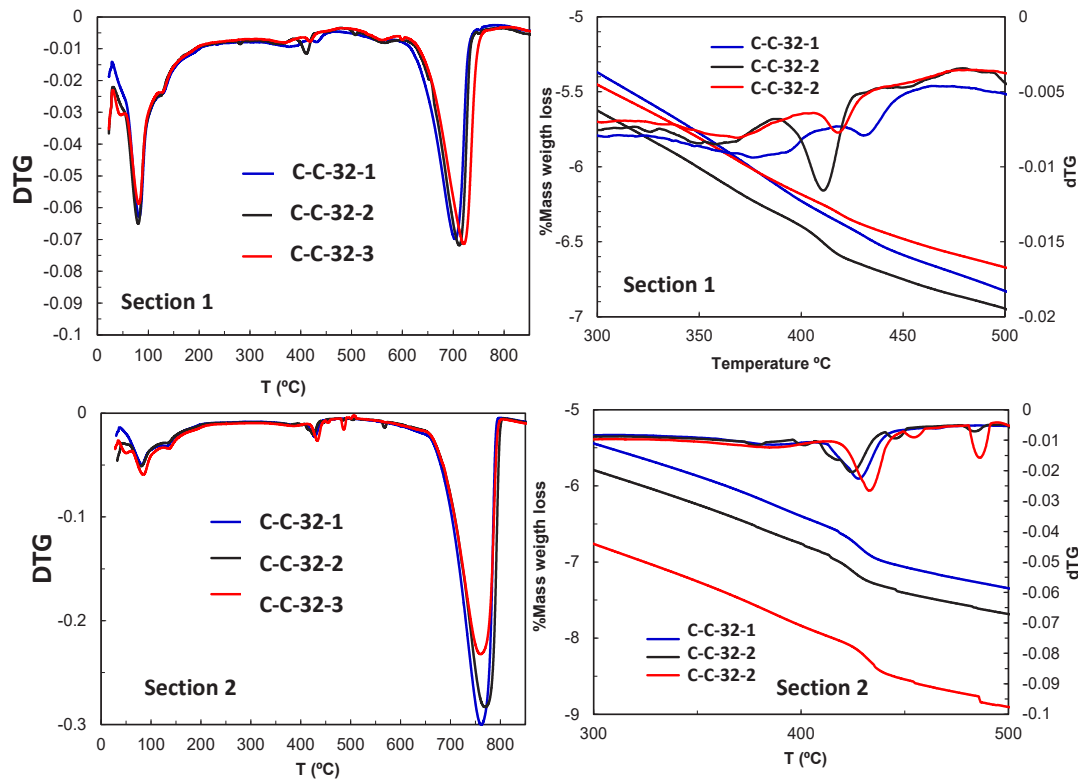 0
-0.01
-0.02
-0.03
-0.04
-0.05
-0.06
-0.07
-0.08
-0.09
-0.1
DTG
C-C-32-1
C-C-32-2
C-C-32-3
Section 1
0 100 200 300 400 500 600 700 800
T (ºC)
-5
-5.5
-6
-6.5
-7
%Mass weigth loss
C-C-32-1
C-C-32-2
C-C-32-2
Section 1
0
-0.005
-0.01
-0.015
-0.02
dTG
300 350 400 450 500
Temperature ºC
0
-0.1
-0.2
-0.3
DTG
C-C-32-1
C-C-32-2
C-C-32-3
Section 2
0 100 200 300 400 500 600 700 800
T (ºC)
-5
-6
-7
-8
-9
%Mass weigth loss
C-C-32-1
C-C-32-2
C-C-32-2
Section 2
0
-0.01
-0.02
-0.03
-0.04
-0.05
-0.06
-0.07
-0.08
-0.09
-0.1
dTG
300 400 500
T (ºC)